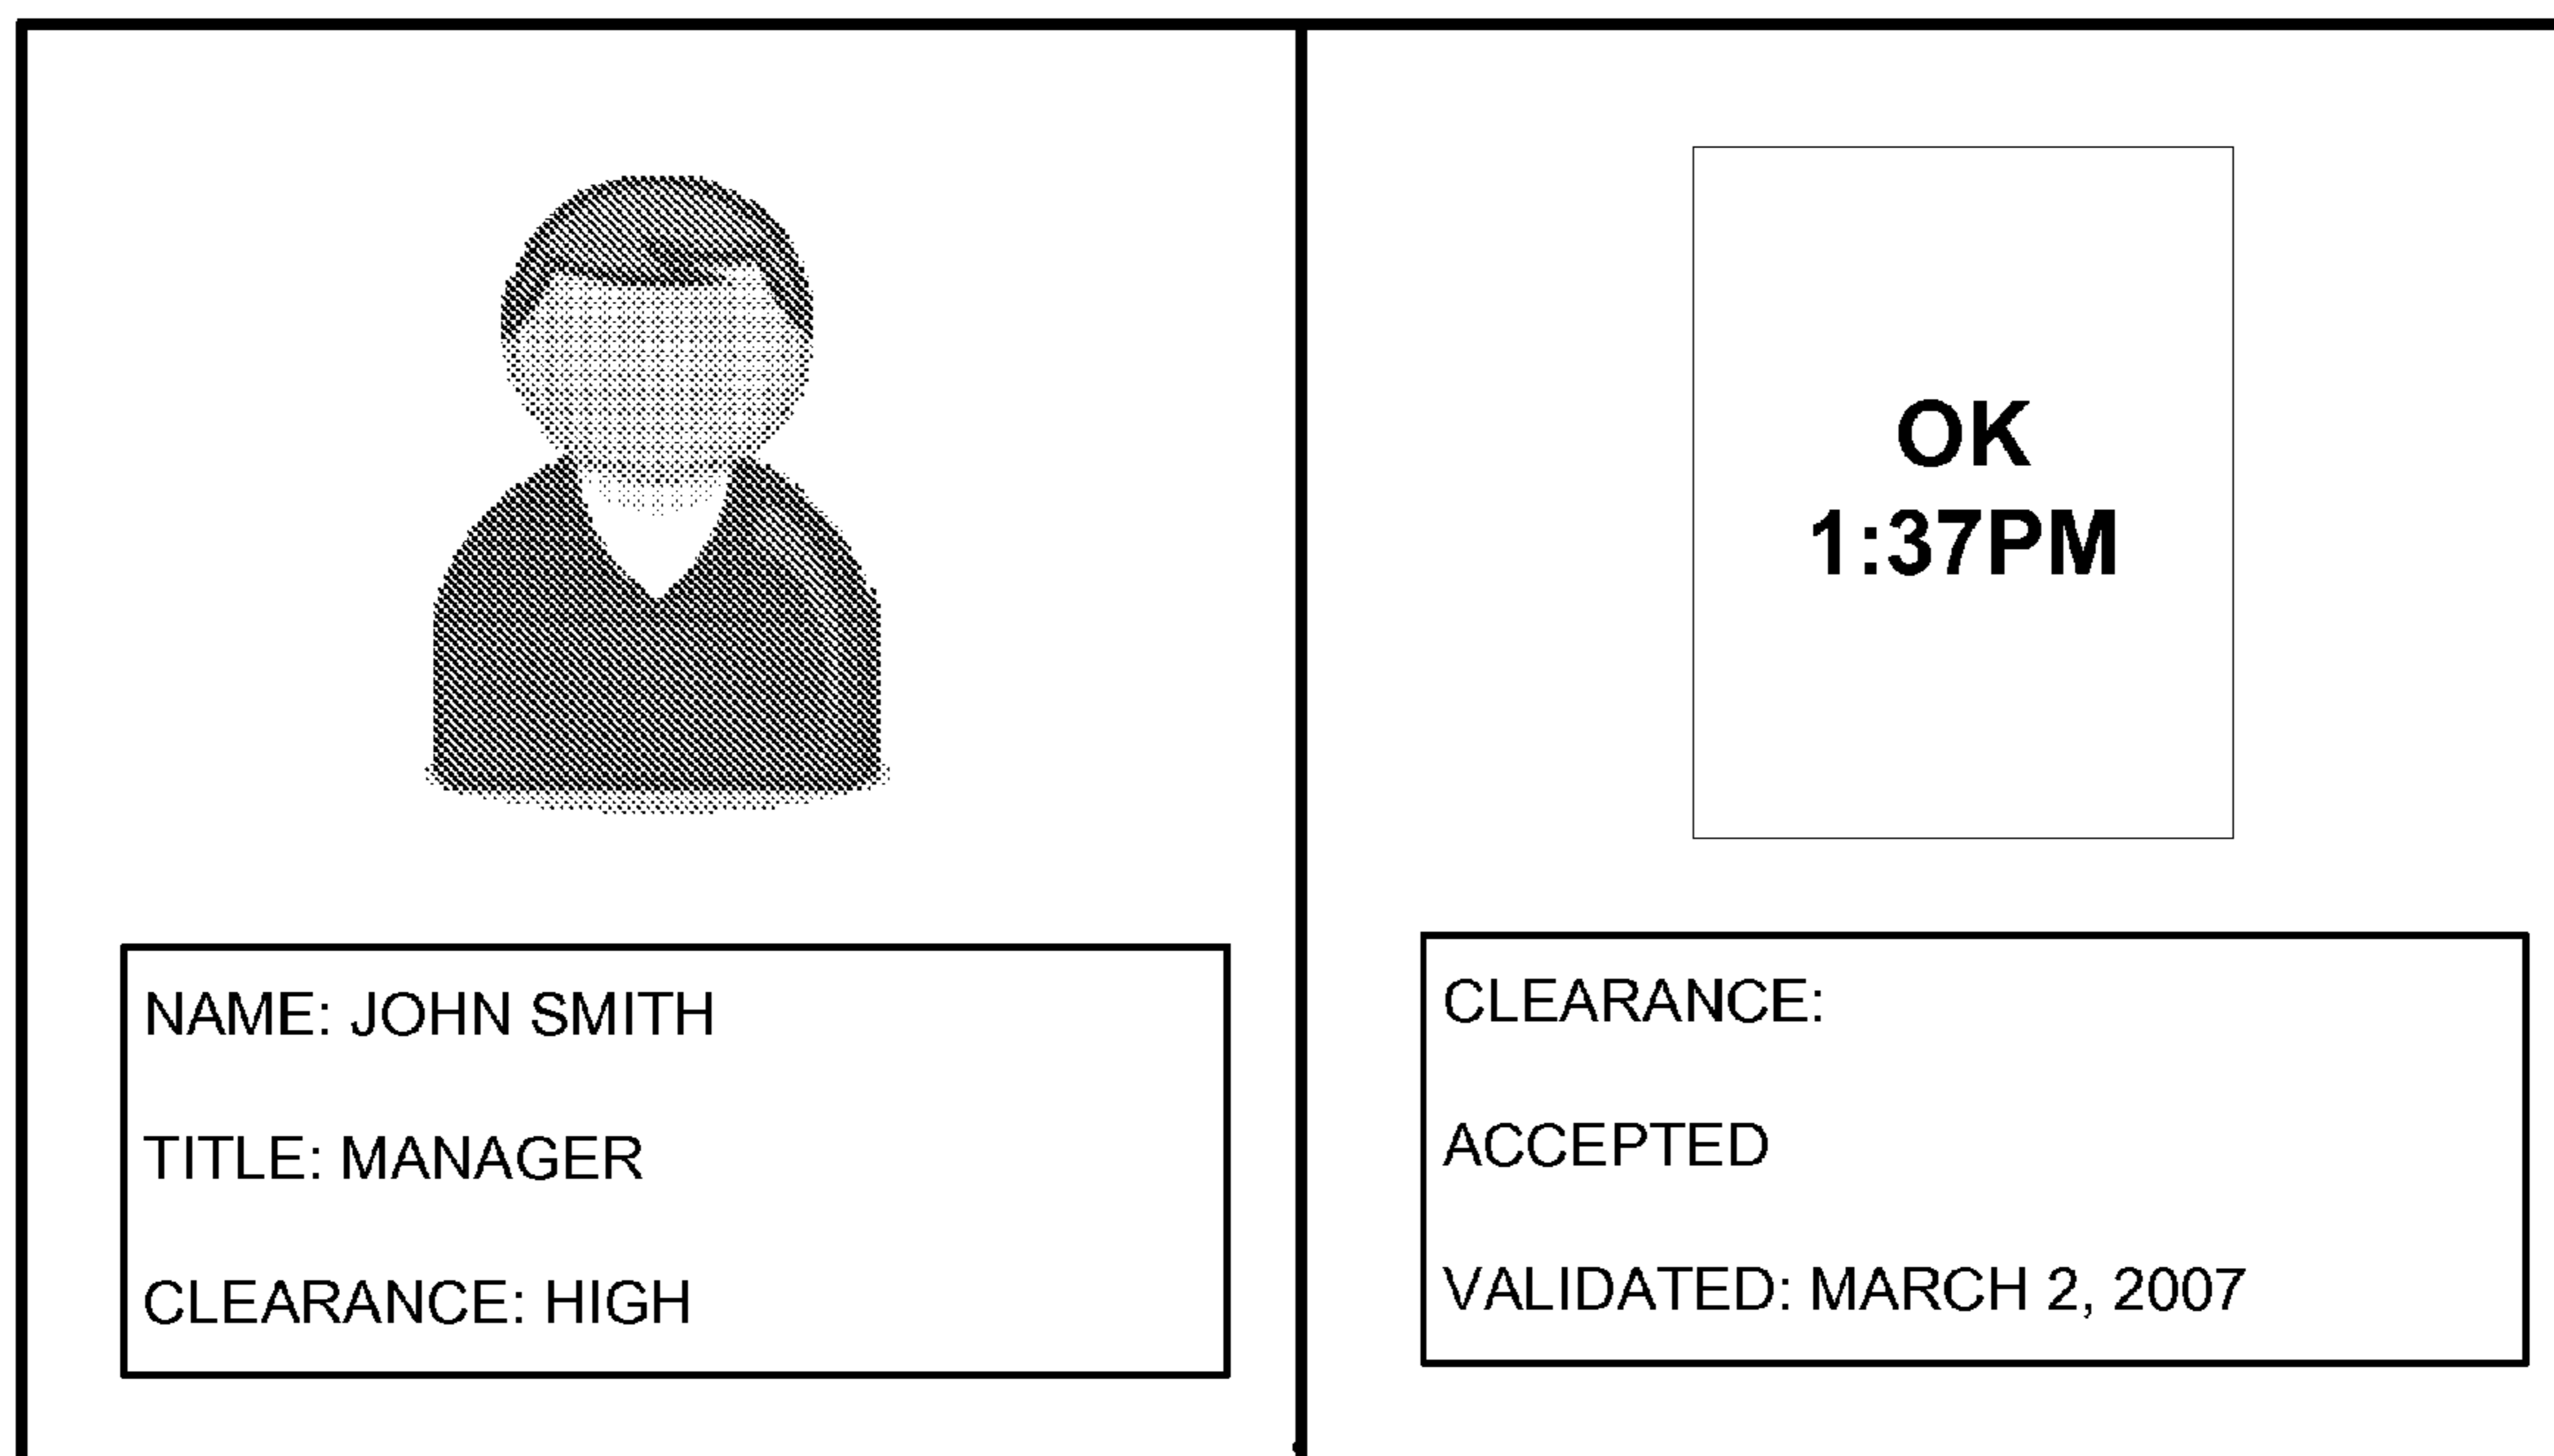 NAME: JOHN SMITH
TITLE: MANAGER
CLEARANCE: HIGH
OK
1:37PM
CLEARANCE:
ACCEPTED
VALIDATED: MARCH 2, 2007